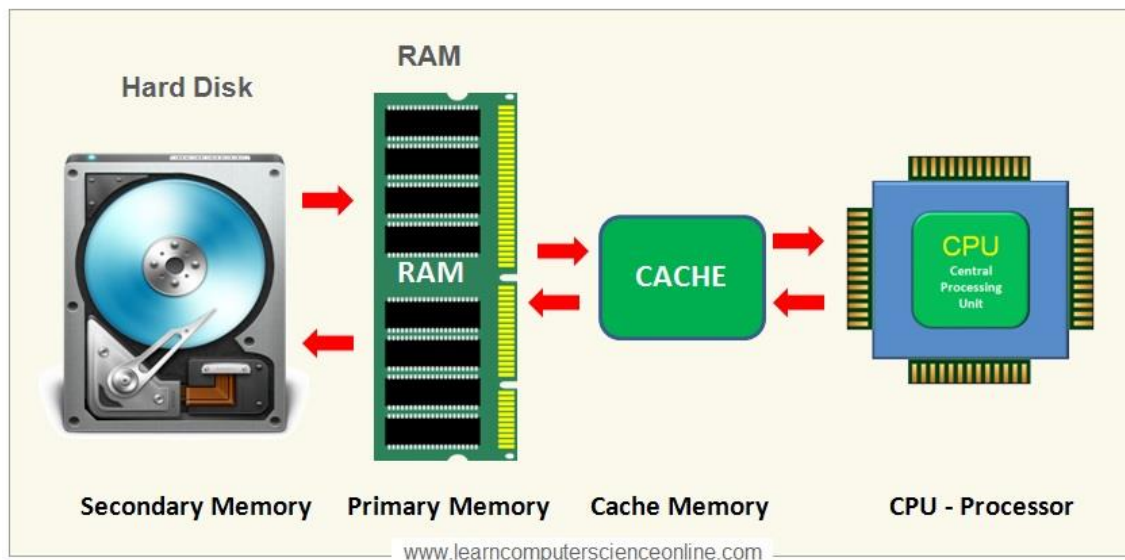 RAM
Hard Disk
RAM
CACHE
CPU
Central
Processing
Unit
Secondary Memory
Primary Memory
Cache Memory
CPU - Processor
www.learncomputerscienceonline.com